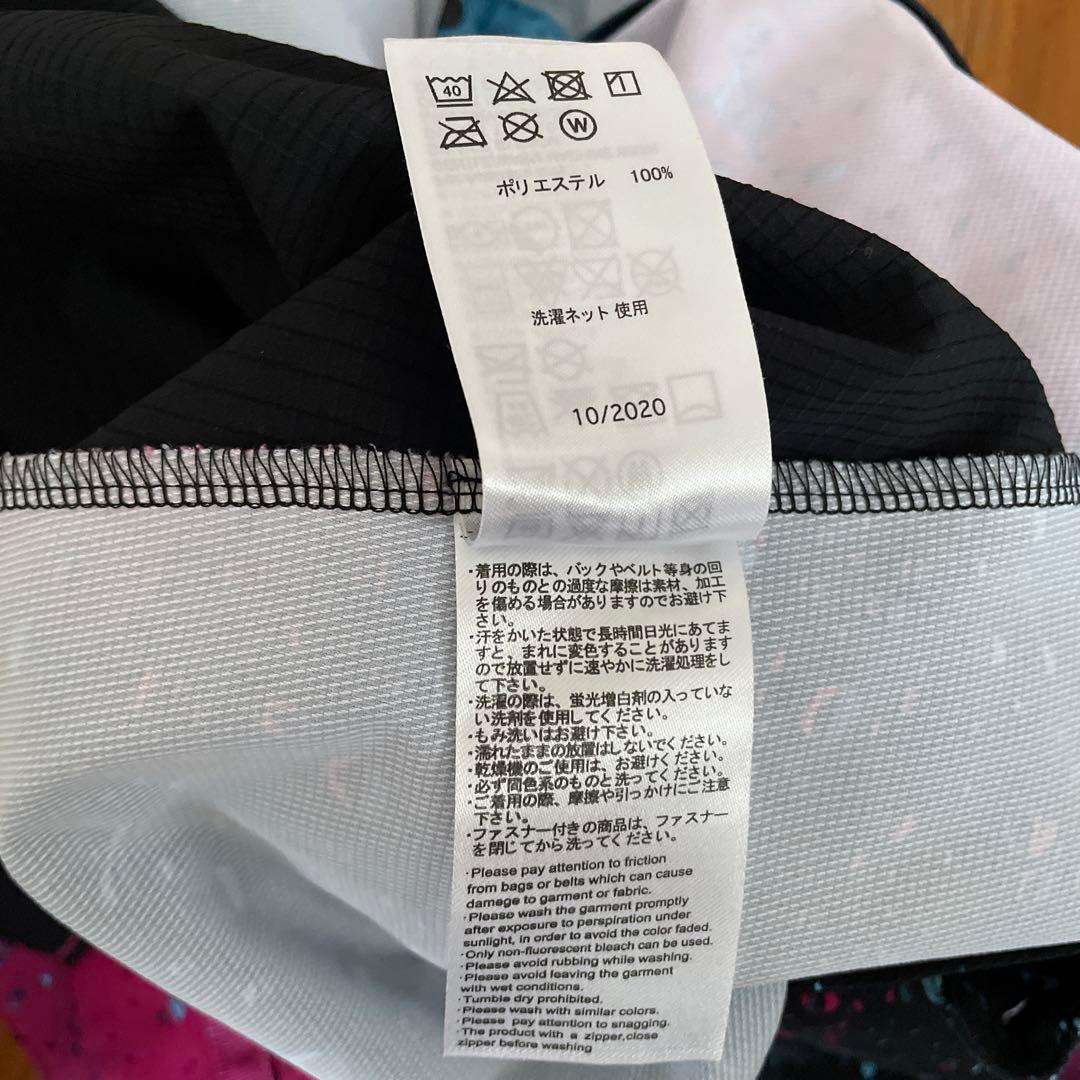 40
W
ポリエステル 100%
洗濯ネット 使用
10/2020
・着用の際は、バックやベルト等身の回
りのものとの過度な摩擦は素材、加工
を傷める場合がありますのでお避け下
さい。
・汗をかいた状態で長時間日光にあてま
すと、まれに変色することがあります
ので放置せずに速やかに洗濯処理をし
て下さい。
・洗濯の際は、蛍光増白剤の入っていな
い洗剤を使用してください。
・もみ洗いはお避け下さい。
・濡れたままの放置はしないでください。
・乾燥機のご使用は、お避けください。
・必ず同色系のものと洗ってください。
・ご着用の際、摩擦や引っかけにご注意
下さい。
・ファスナー付きの商品は、ファスナー
を閉じてから洗ってください。
・Please pay attention to friction
from bags or belts which can cause
damege to garment or fabric.
・Please wash the garment promptly
after exposure to perspiration under
sunlight, in order to avoid the color faded.
・Only non-fluorescent bleach can be used.
・Please avoid rubbing while washing.
・Please avoid leaving the garment
with wet conditions.
・Tumble dry prohibited.
・Please wash with similar colors.
・Please pay attention to snagging.
・The product with a zipper,close
zipper before washing